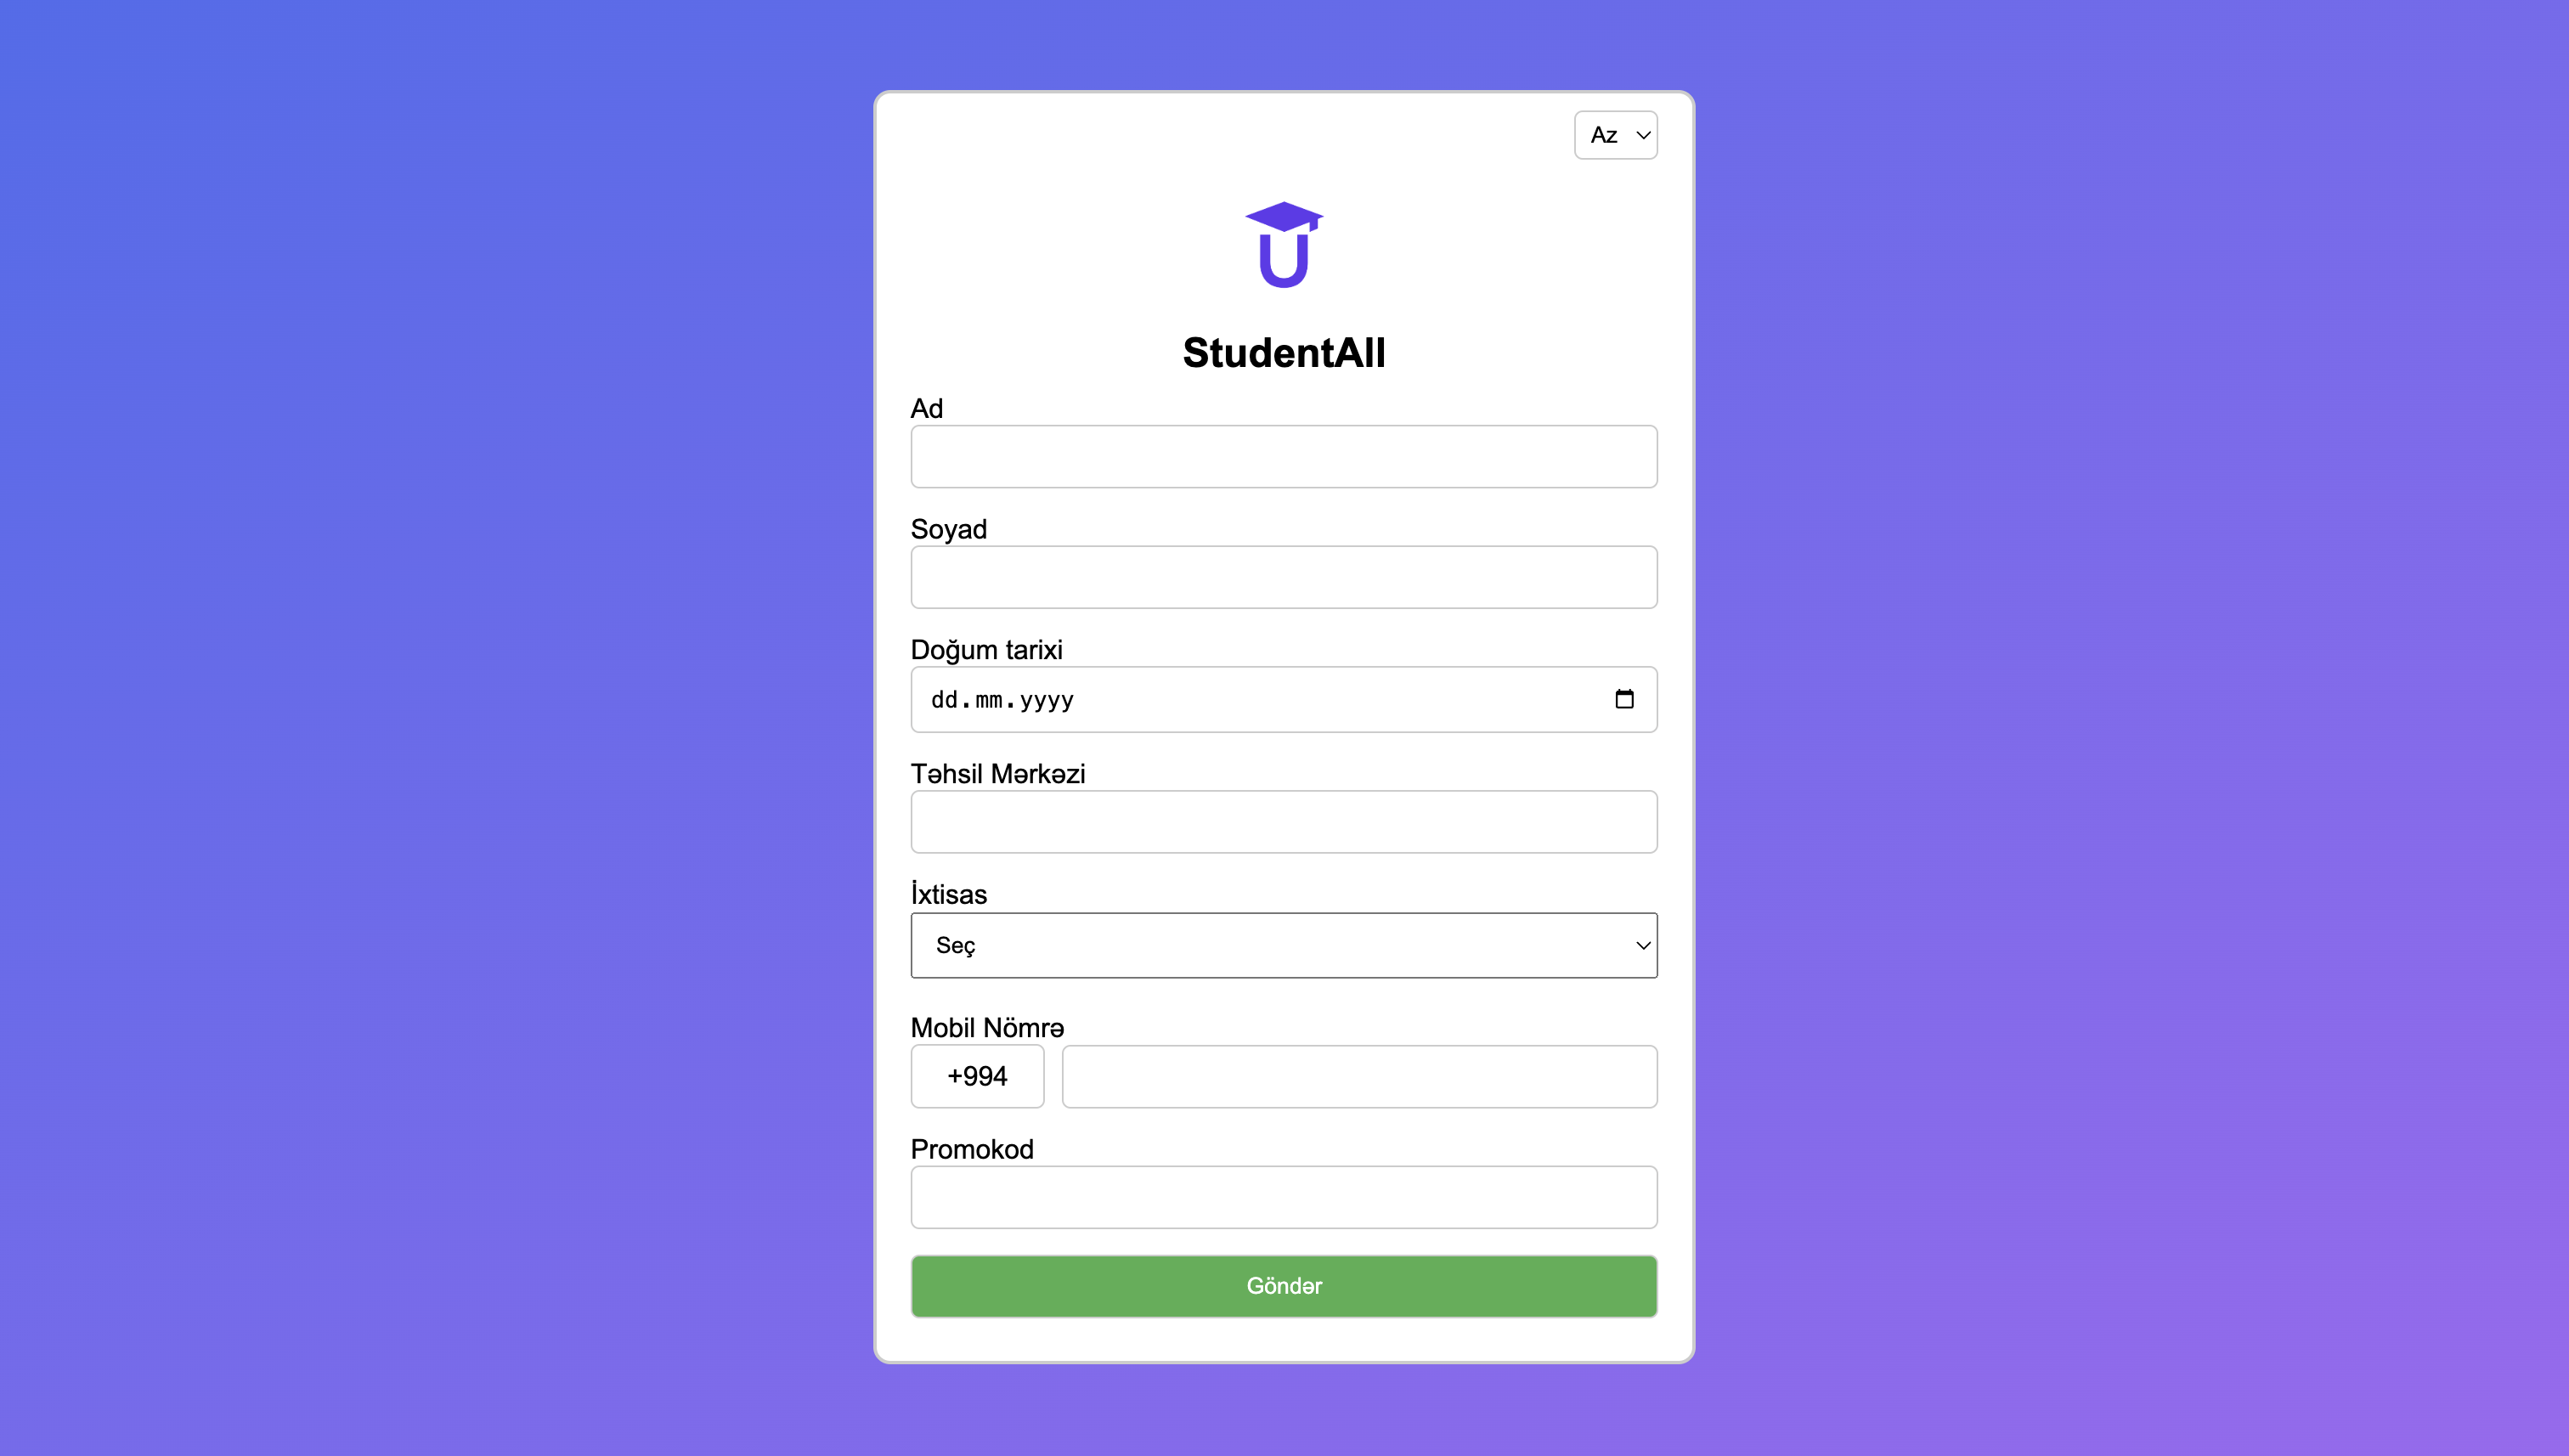 Az
StudentAll
Ad
Soyad
Doğum tarixi
dd.mm.yyyy
Təhsil Mərkəzi
İxtisas
Seç
Mobil Nömrə
+994
Promokod
Göndər